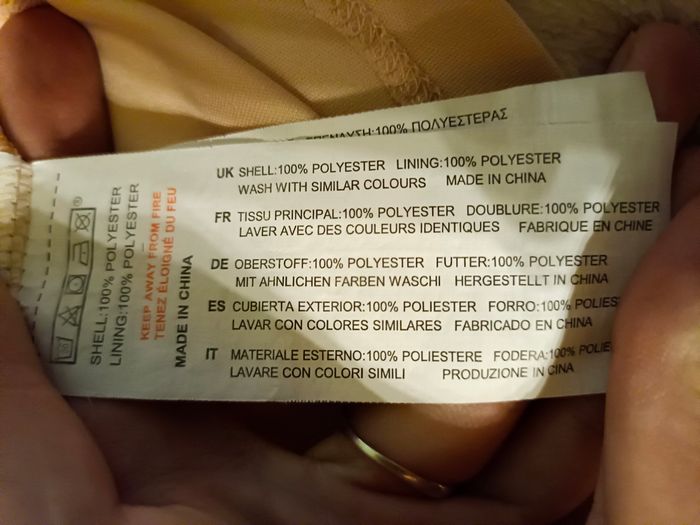 100% ΠΟΛΥΕΣΤΕΡΑΣ
UK SHELL:100% POLYESTER LINING:100% POLYESTER
WASH WITH SIMILAR COLOURS MADE IN CHINA
FR TISSU PRINCIPAL:100% POLYESTER DOUBLURE:100% POLYESTER
LAVER AVEC DES COULEURS IDENTIQUES FABRIQUE EN CHINE
DE OBERSTOFF:100% POLYESTER FUTTER:100% POLYESTER
MIT AHNLICHEN FARBEN WASCHI HERGESTELLT IN CHINA
ES CUBIERTA EXTERIOR:100% POLIESTER FORRO:100% POLIES
LAVAR CON COLORES SIMILARES FABRICADO EN CHINA
IT MATERIALE ESTERNO:100% POLIESTERE FODERA:100% POLIE
LAVARE CON COLORI SIMILI PRODUZIONE IN CINA
SHELL:100% POLYESTER
LINING:100% POLYESTER
KEEP AWAY FROM FIRE
TENEZ ÉLOIGNÉ DU FEU
MADE IN CHINA